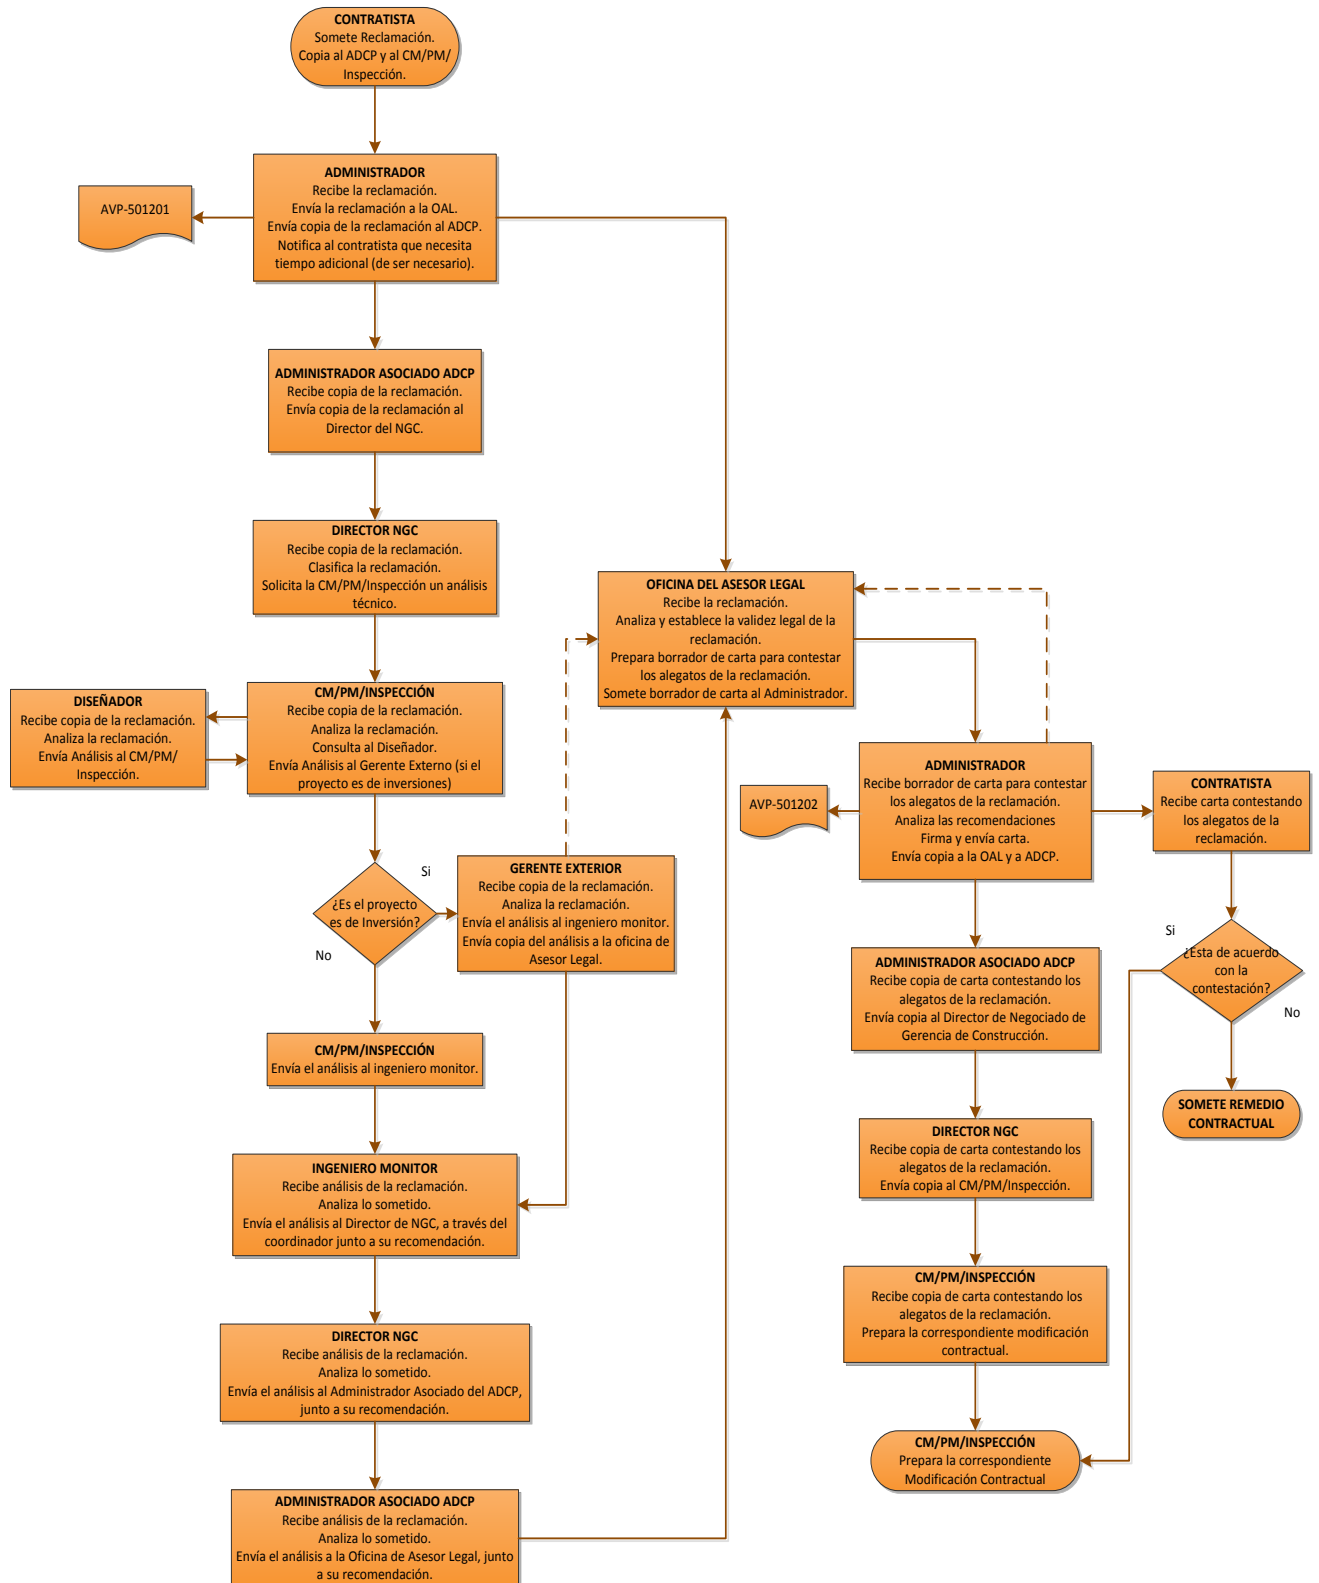 CONTRATISTA
Somete Reclamación.
Copia al ADCP y al CM/PM/
Inspección.
ADMINISTRADOR
Recibe la reclamación.
Envía la reclamación a la OAL.
Envía copia de la reclamación al ADCP.
Notifica al contratista que necesita
tiempo adicional (de ser necesario).
AVP-501201
ADMINISTRADOR ASOCIADO ADCP
Recibe copia de la reclamación.
Envía copia de la reclamación al
Director del NGC.
DIRECTOR NGC
Recibe copia de la reclamación.
Clasifica la reclamación.
Solicita la CM/PM/Inspección un análisis
técnico.
CM/PM/INSPECCIÓN
Recibe copia de la reclamación.
Analiza la reclamación.
Consulta al Diseñador.
Envía Análisis al Gerente Externo (si el
proyecto es de inversiones)
DISEÑADOR
Recibe copia de la reclamación.
Analiza la reclamación.
Envía Análisis al CM/PM/
Inspección.
¿Es el proyecto
es de Inversión?
Si
No
GERENTE EXTERIOR
Recibe copia de la reclamación.
Analiza la reclamación.
Envía el análisis al ingeniero monitor.
Envía copia del análisis a la oficina de
Asesor Legal.
CM/PM/INSPECCIÓN
Envía el análisis al ingeniero monitor.
INGENIERO MONITOR
Recibe análisis de la reclamación.
Analiza lo sometido.
Envía el análisis al Director de NGC, a través del
coordinador junto a su recomendación.
DIRECTOR NGC
Recibe análisis de la reclamación.
Analiza lo sometido.
Envía el análisis al Administrador Asociado del ADCP,
junto a su recomendación.
ADMINISTRADOR ASOCIADO ADCP
Recibe análisis de la reclamación.
Analiza lo sometido.
Envía el análisis a la Oficina de Asesor Legal, junto
a su recomendación.
OFICINA DEL ASESOR LEGAL
Recibe la reclamación.
Analiza y establece la validez legal de la
reclamación.
Prepara borrador de carta para contestar
los alegatos de la reclamación.
Somete borrador de carta al Administrador.
ADMINISTRADOR
Recibe borrador de carta para contestar
los alegatos de la reclamación.
Analiza las recomendaciones
Firma y envía carta.
Envía copia a la OAL y a ADCP.
AVP-501202
CONTRATISTA
Recibe carta contestando
los alegatos de la
reclamación.
¿Esta de acuerdo
con la
contestación?
Si
No
SOMETE REMEDIO
CONTRACTUAL
ADMINISTRADOR ASOCIADO ADCP
Recibe copia de carta contestando los
alegatos de la reclamación.
Envía copia al Director de Negociado de
Gerencia de Construcción.
DIRECTOR NGC
Recibe copia de carta contestando los
alegatos de la reclamación.
Envía copia al CM/PM/Inspección.
CM/PM/INSPECCIÓN
Recibe copia de carta contestando los
alegatos de la reclamación.
Prepara la correspondiente modificación
contractual.
CM/PM/INSPECCIÓN
Prepara la correspondiente
Modificación Contractual